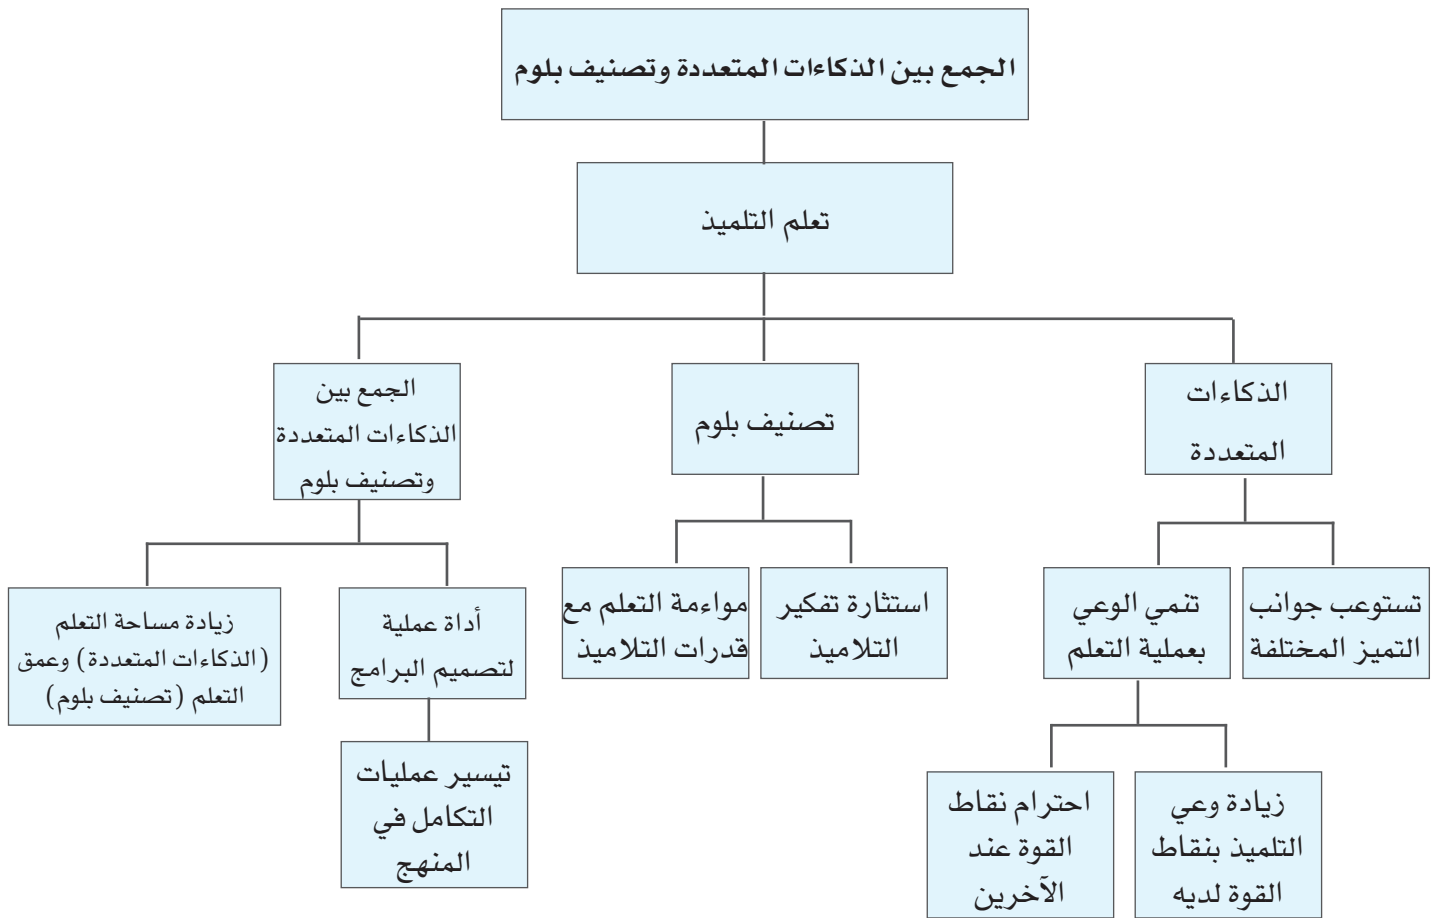 الجمع بين الذكاءات المتعددة وتصنيف بلوم
تعلم التلميذ
الذكاءات
المتعددة
تصنيف بلوم
الجمع بين
الذكاءات المتعددة
وتصنيف بلوم
تستوعب جوانب
التميز المختلفة
تنمي الوعي
بعملية التعلم
استثارة تفكير
التلاميذ
مواءمة التعلم مع
قدرات التلاميذ
أداة عملية
لتصميم البرامج
زيادة مساحة التعلم
(الذكاءات المتعددة) وعمق
التعلم (تصنيف بلوم)
زيادة وعي
التلميذ بنقاط
القوة لديه
احترام نقاط
القوة عند
الآخرين
تيسير عمليات
التكامل في
المنهج